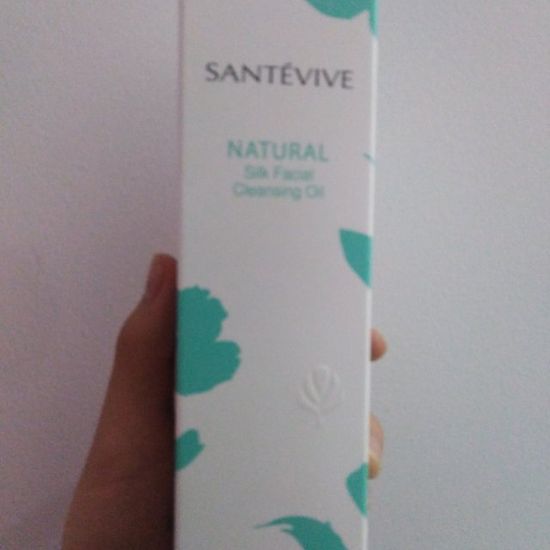 SANTÉVIVE
NATURAL
Silk Facial
Cleansing Oil